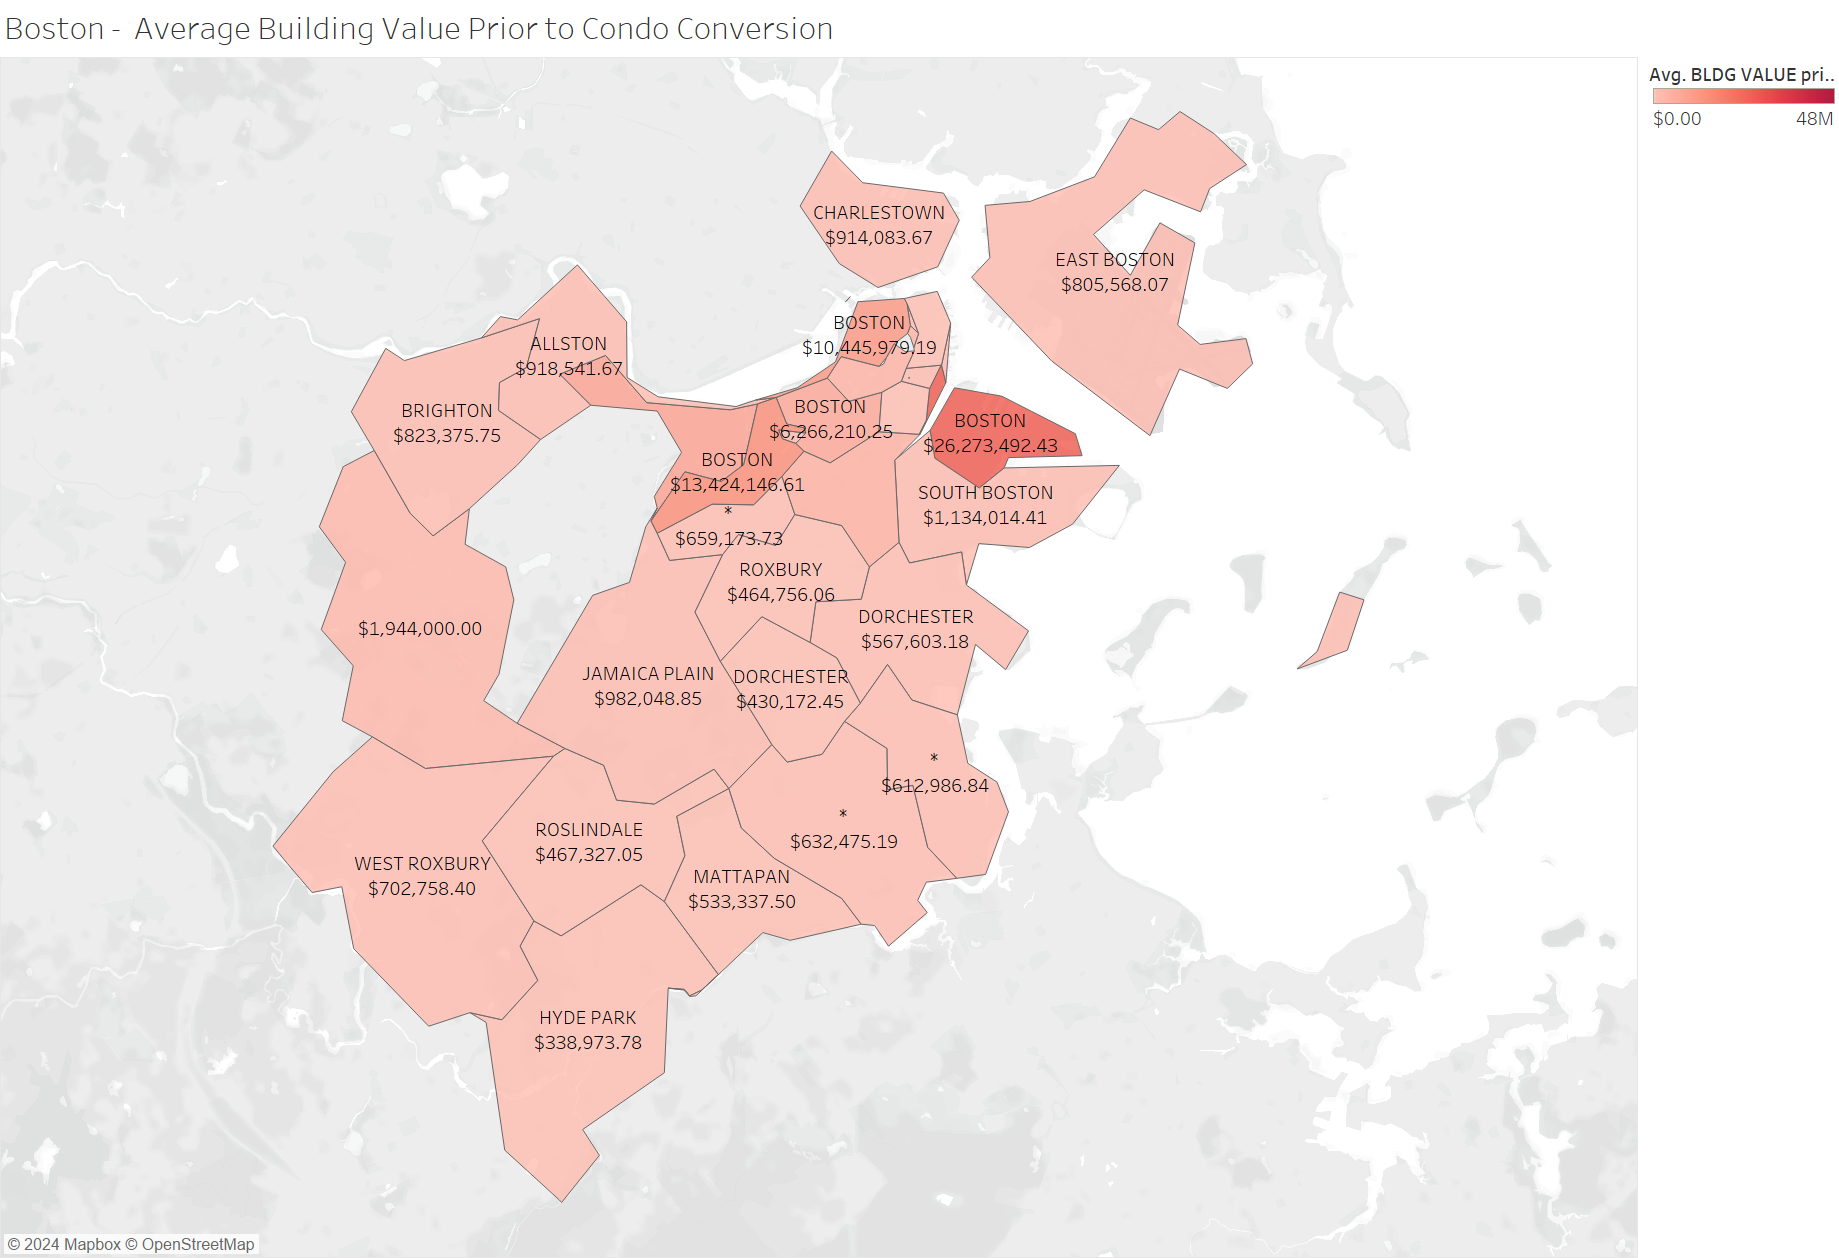 Boston - Average Building Value Prior to Condo Conversion
Avg. BLDG VALUE pri..
$0.00 48M
CHARLESTOWN
$914,083.67
EAST BOSTON
$805,568.07
BOSTON
$10,445,979.19
ALLSTON
$918,541.67
BRIGHTON
$823,375.75
BOSTON
$6,266,210.25
BOSTON
$26,273,492.43
BOSTON
$13,424,146.61
SOUTH BOSTON
$1,134,014.41
*
$659,173.73
ROXBURY
$464,756.06
DORCHESTER
$567,603.18
$1,944,000.00
JAMAICA PLAIN
$982,048.85
DORCHESTER
$430,172.45
*
$612,986.84
*
$632,475.19
ROSLINDALE
$467,327.05
WEST ROXBURY
$702,758.40
MATTAPAN
$533,337.50
HYDE PARK
$338,973.78
© 2024 Mapbox © OpenStreetMap